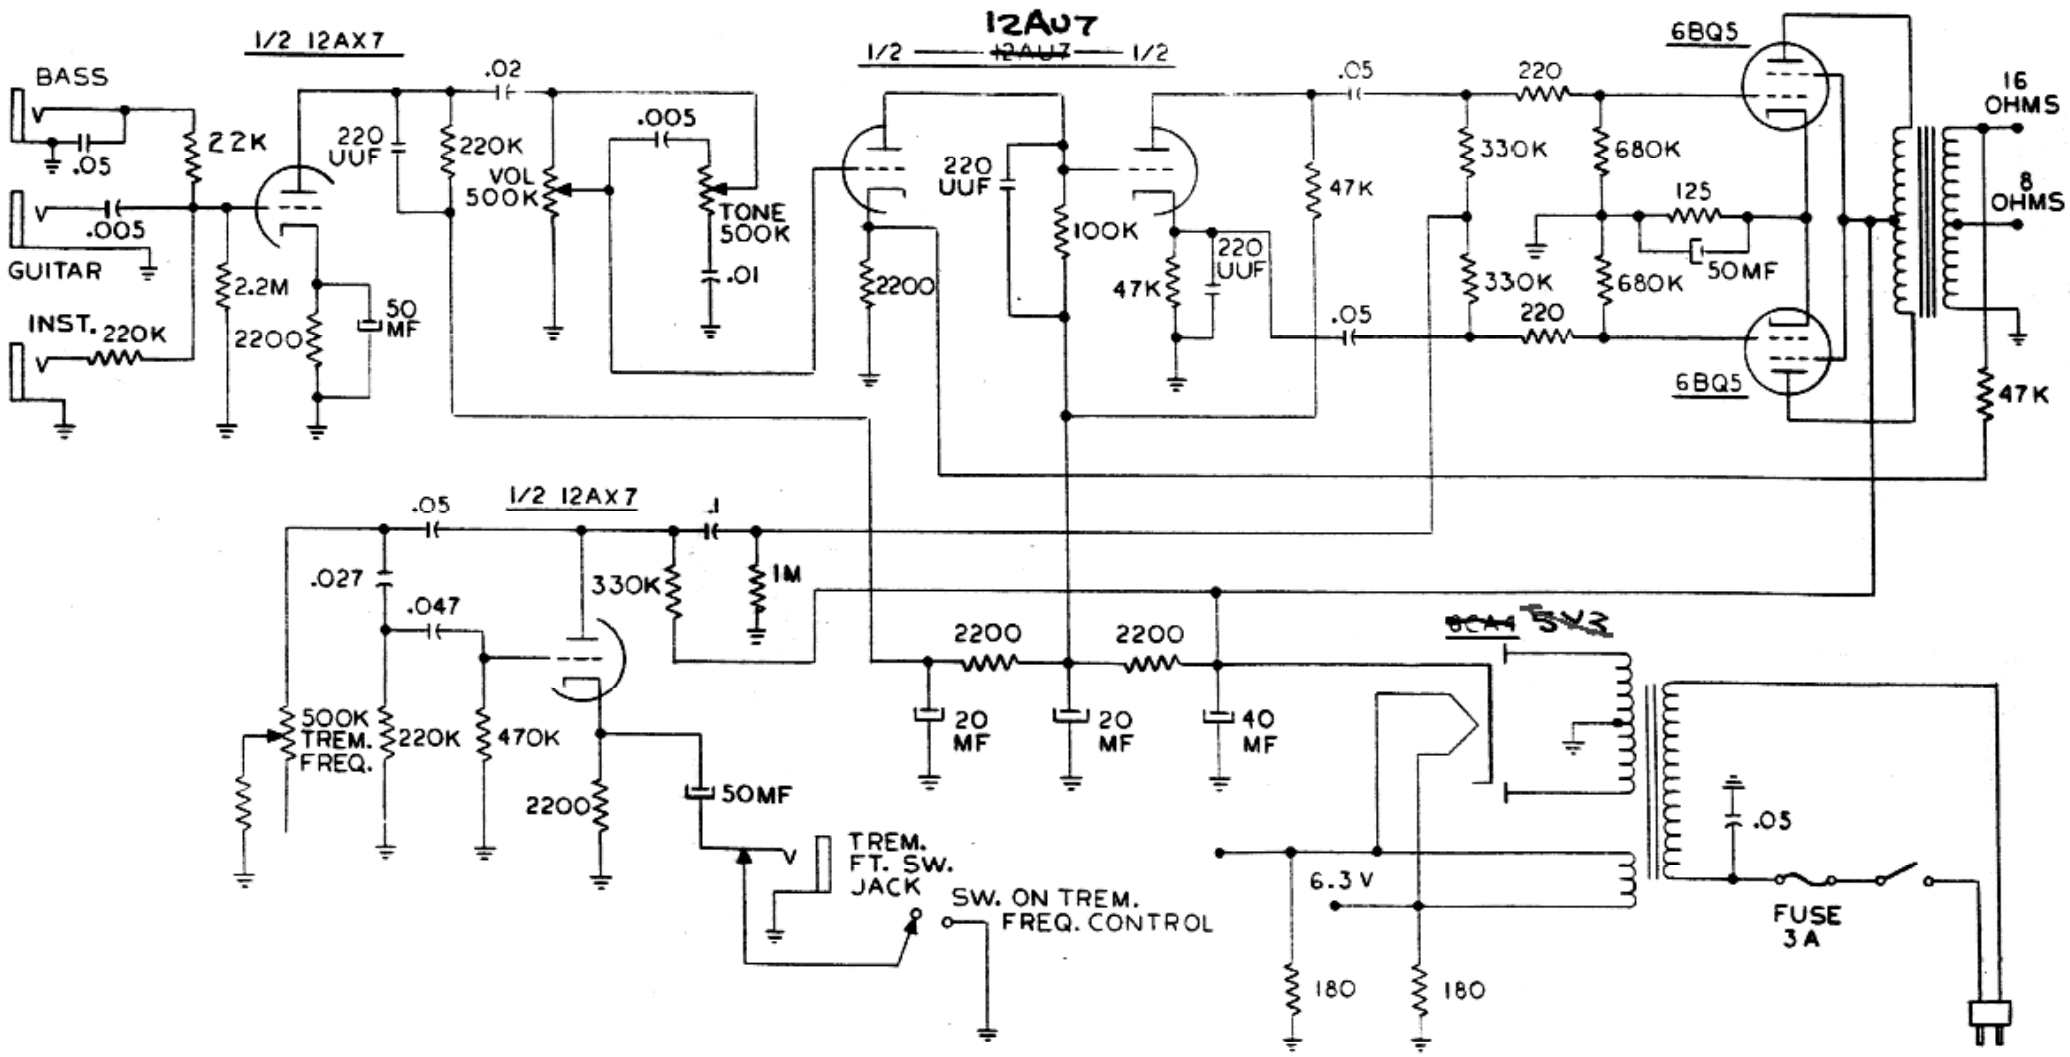 12AU7
1/2 12AX7
1/2 12AU7 1/2
6BQ5
BASS
.02
.05
220
16
OHMS
22K
220
UUF
220K
.005
.05
VOL
500K
TONE
500K
220
UUF
100K
47K
330K
680K
125
8
OHMS
.005
GUITAR
2.2M
.01
2200
47K
220
UUF
330K
680K
50MF
INST.
220K
2200
50
MF
.05
220
6BQ5
47K
1/2 12AX7
.05
.1
.027
330K
1M
.047
2200
2200
6CA4 5Y3
500K
TREM.
FREQ.
220K
470K
20
MF
20
MF
40
MF
2200
50MF
.05
TREM.
FT. SW.
JACK
6.3 V
SW. ON TREM.
FREQ. CONTROL
FUSE
3A
180
180